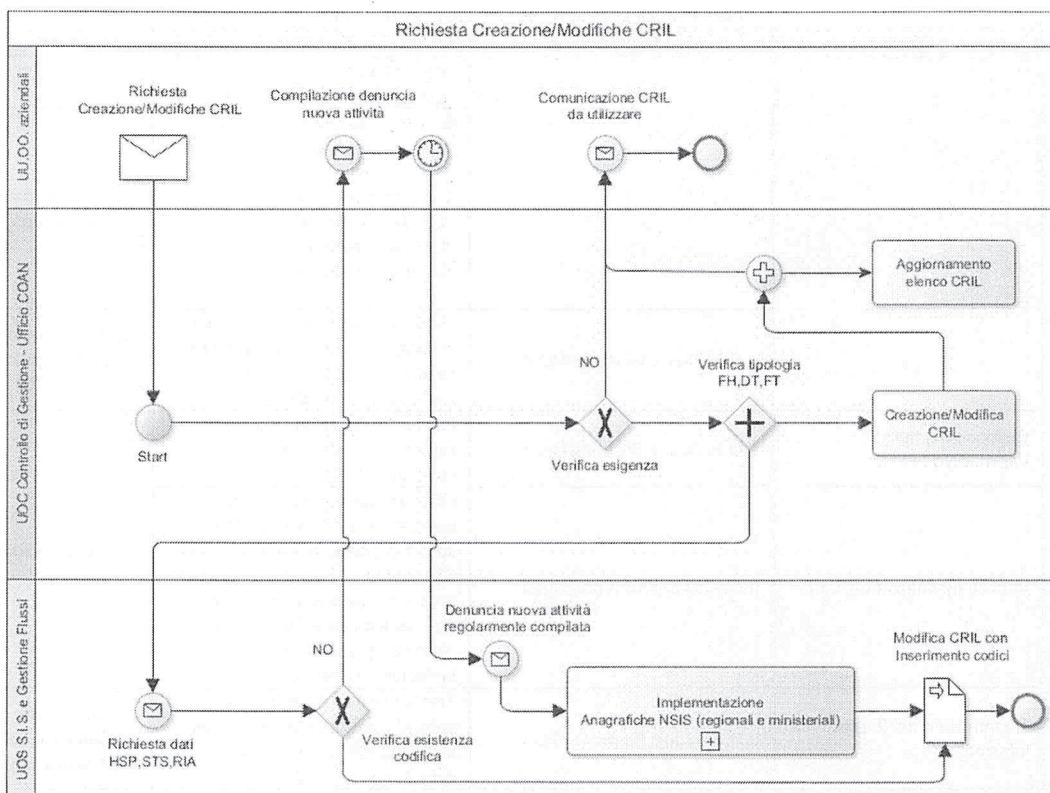 Richiesta Creazione/Modifiche CRIL
UU.OO. aziendali
Richiesta
Creazione/Modifiche CRIL
Compilazione denuncia
nuova attività
Comunicazione CRIL
da utilizzare
UOC Controllo di Gestione - Ufficio COAN
Aggiornamento
elenco CRIL
NO
Verifica tipologia
FH,DT,FT
Creazione/Modifica
CRIL
Start
Verifica esigenza
UOS S.I.S. e Gestione Flussi
Denuncia nuova attività
regolarmente compilata
Modifica CRIL con
Inserimento codici
NO
Implementazione
Anagrafiche NSIS (regionali e ministeriali)
Richiesta dati
HSP,STS,RIA
Verifica esistenza
codifica